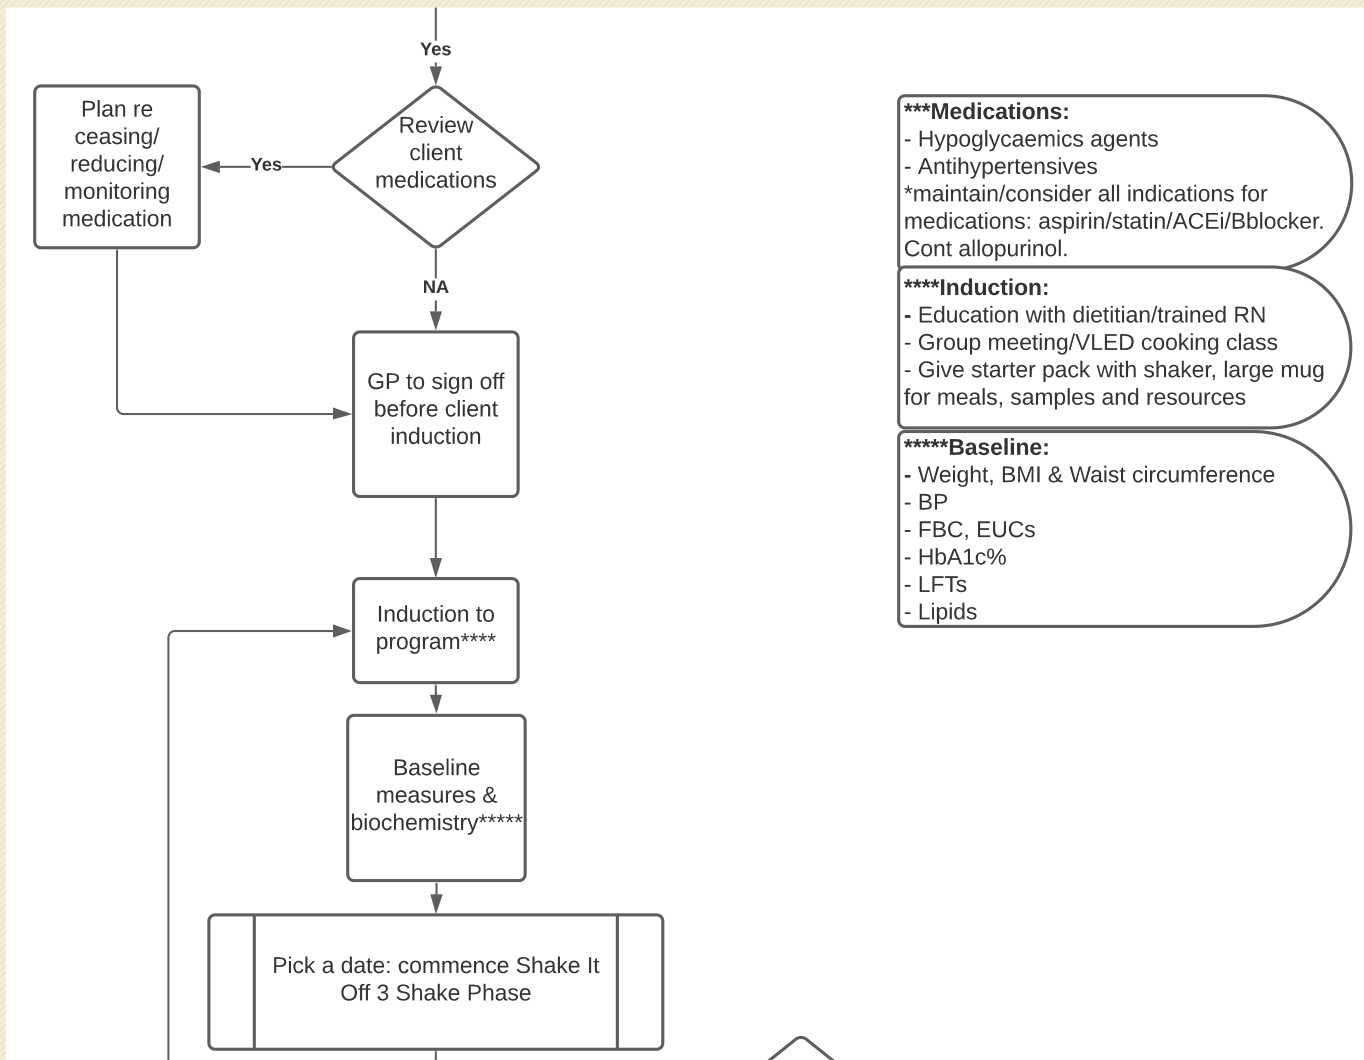 Yes
Plan re
ceasing/
reducing/
monitoring
medication
Yes
Review
client
medications
NA
GP to sign off
before client
induction
Induction to
program****
Baseline
measures &
biochemistry*****
Pick a date: commence Shake It
Off 3 Shake Phase
***Medications:
- Hypoglycaemics agents
- Antihypertensives
*maintain/consider all indications for
medications: aspirin/statin/ACEi/Bblocker.
Cont allopurinol.
****Induction:
- Education with dietitian/trained RN
- Group meeting/VLED cooking class
- Give starter pack with shaker, large mug
for meals, samples and resources
*****Baseline:
- Weight, BMI & Waist circumference
- BP
- FBC, EUCs
- HbA1c%
- LFTs
- Lipids